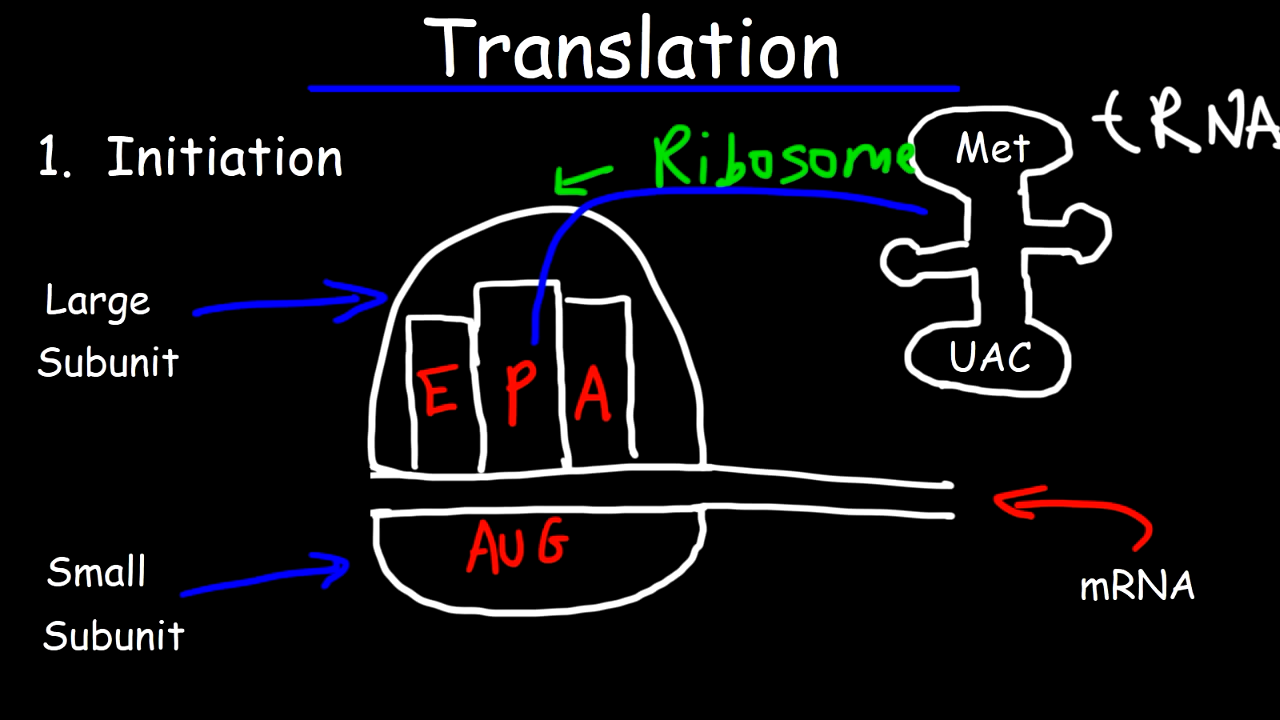 Translation
1. Initiation
Ribosome
Met
tRNA
Large
Subunit
UAC
E P A
AUG
Small
Subunit
mRNA